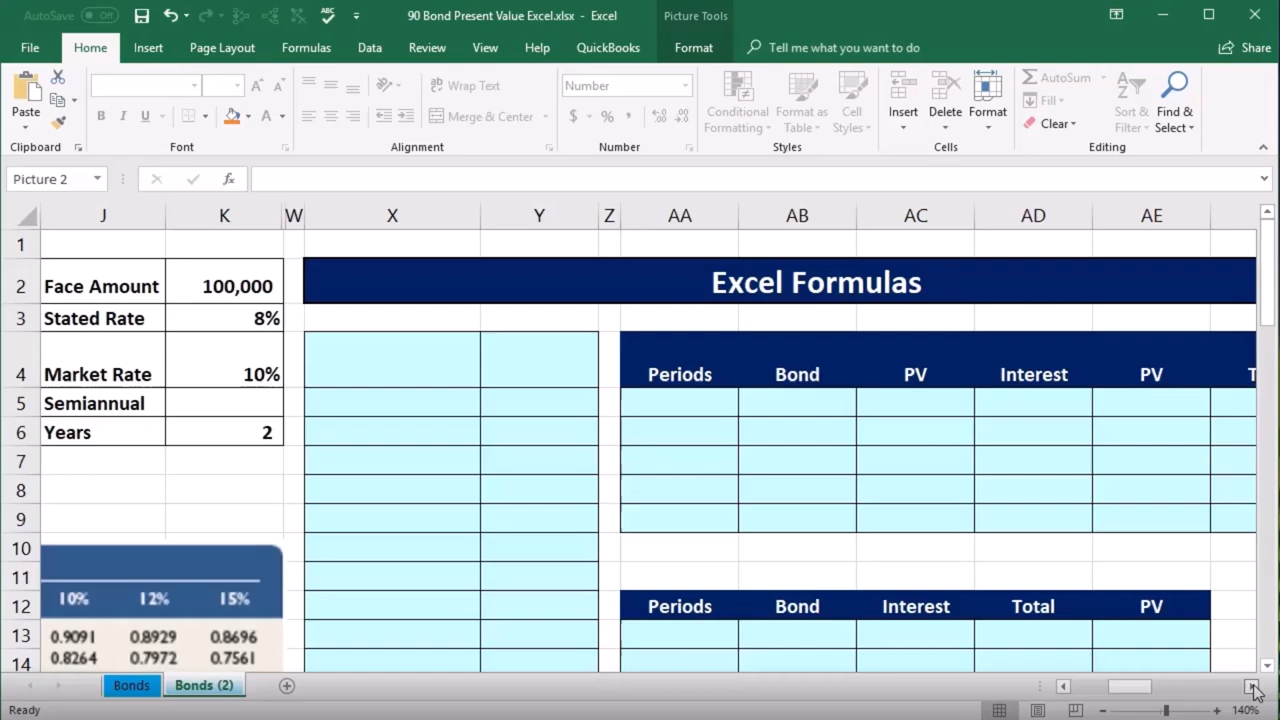 AutoSave Off 90 Bond Present Value Excel.xlsx - Excel Picture Tools
File Home Insert Page Layout Formulas Data Review View Help QuickBooks Format Tell me what you want to do Share
Paste Wrap Text Number Conditional Formatting Format as Table Cell Styles Insert Delete Format AutoSum Fill Clear Sort & Filter Find & Select
B I U Merge & Center $ %
Clipboard Font Alignment Number Styles Cells Editing
Picture 2 fx
J K W X Y Z AA AB AC AD AE
1
2 Face Amount 100,000 Excel Formulas
3 Stated Rate 8%
4 Market Rate 10% Periods Bond PV Interest PV T
5 Semiannual
6 Years 2
7
8
9
10
11
10% 12% 15%
12 Periods Bond Interest Total PV
13 0.9091 0.8929 0.8696
14 0.8264 0.7972 0.7561
Bonds Bonds (2)
Ready 140%